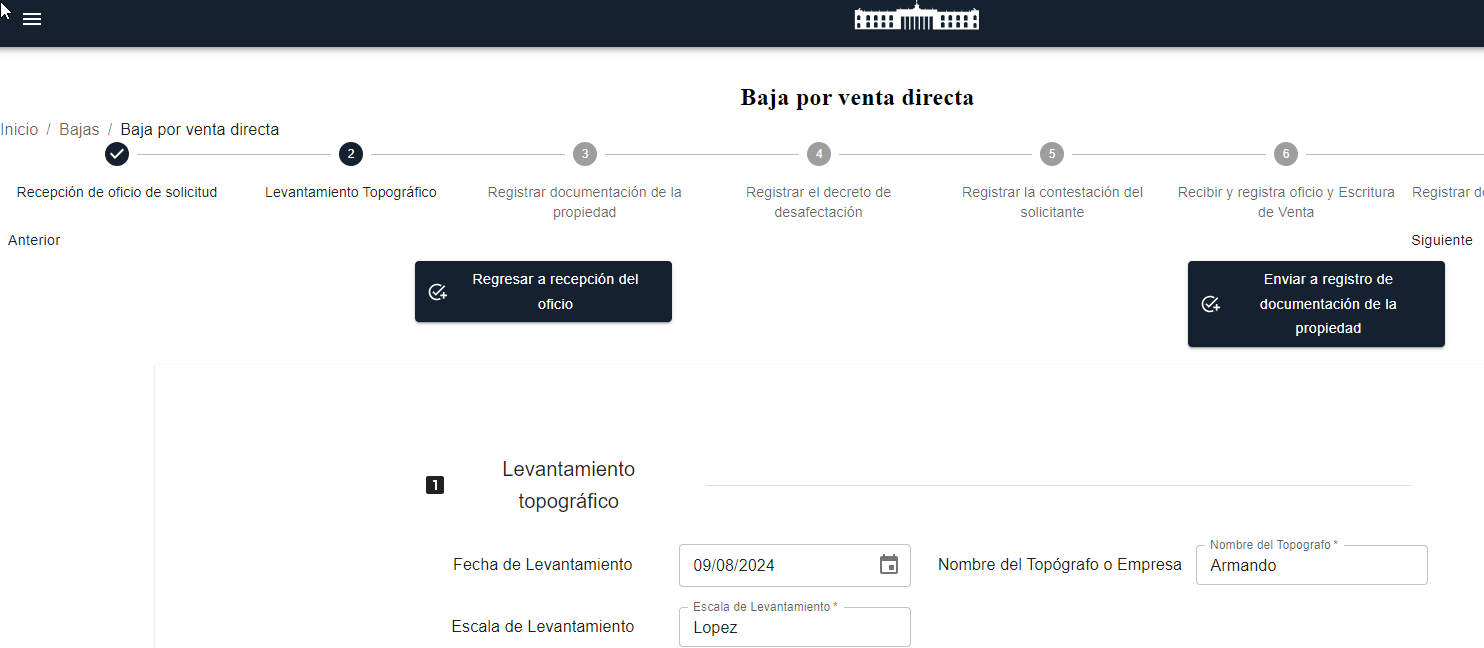 Baja por venta directa
Inicio / Bajas / Baja por venta directa
2 3 4 5 6
Recepción de oficio de solicitud
Levantamiento Topográfico
Registrar documentación de la
propiedad
Registrar el decreto de
desafectación
Registrar la contestación del
solicitante
Recibir y registra oficio y Escritura
de Venta
Registrar
Anterior
Siguiente
Regresar a recepción del
oficio
Enviar a registro de
documentación de la
propiedad
1
Levantamiento
topográfico
Fecha de Levantamiento
09/08/2024
Nombre del Topógrafo o Empresa
Nombre del Topografo *
Armando
Escala de Levantamiento
Escala de Levantamiento *
Lopez